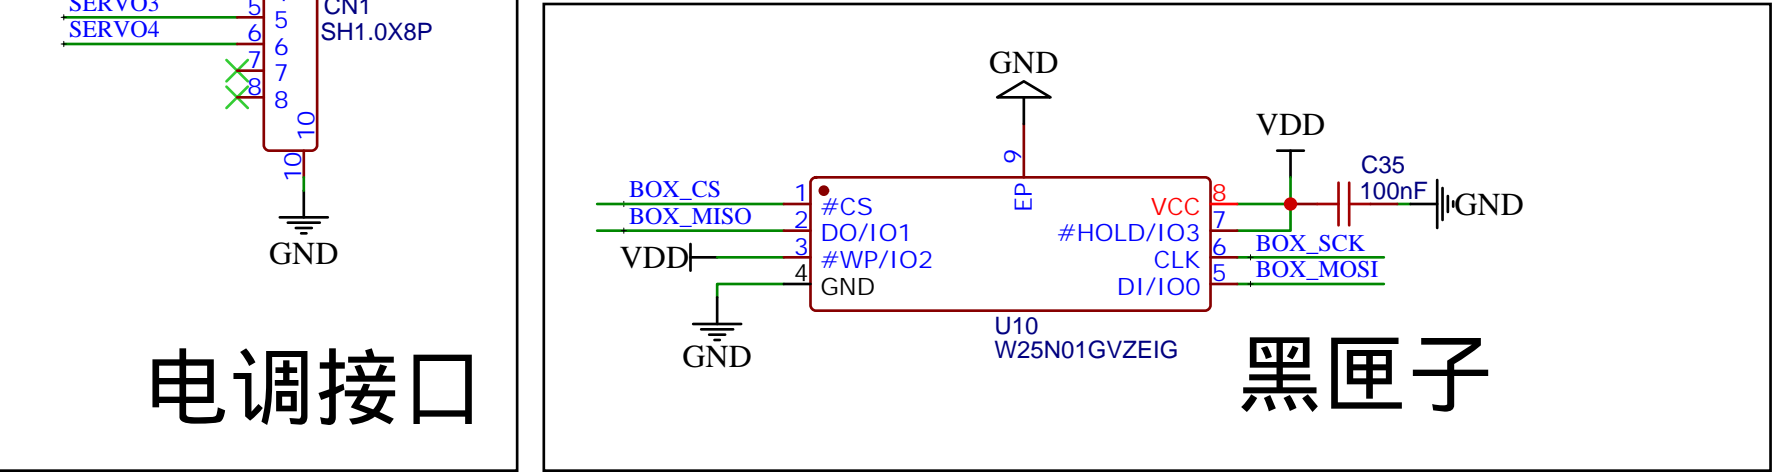 SERVO3
5
5
CN1
SH1.0X8P
SERVO4
6
6
7
7
8
8
10
10
GND
电调接口
GND
9
EP
VDD
C35
100nF
GND
BOX_CS
1
#CS
VCC
8
BOX_MISO
2
DO/IO1
#HOLD/IO3
7
VDD
3
#WP/IO2
CLK
6
BOX_SCK
4
GND
DI/IO0
5
BOX_MOSI
GND
U10
W25N01GVZEIG
黑匣子